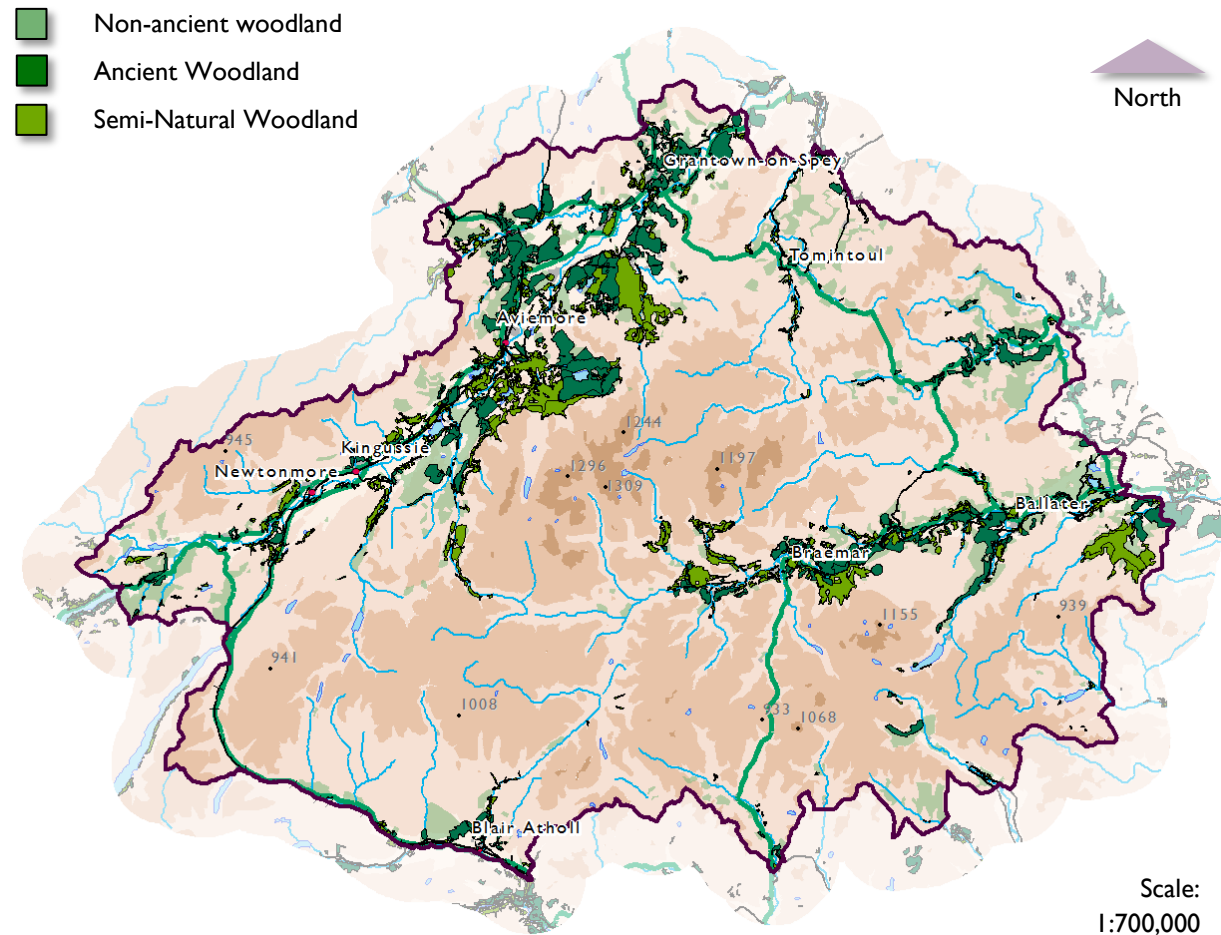 Non-ancient woodland
Ancient Woodland
Semi-Natural Woodland
North
Grantown-on-Spey
Tomintoul
Aviemore
1244
945
Kingussie
Newtonmore
1296
1197
1309
Ballater
Braemar
1155
939
941
1008
933
1068
Blair Atholl
Scale:
1:700,000